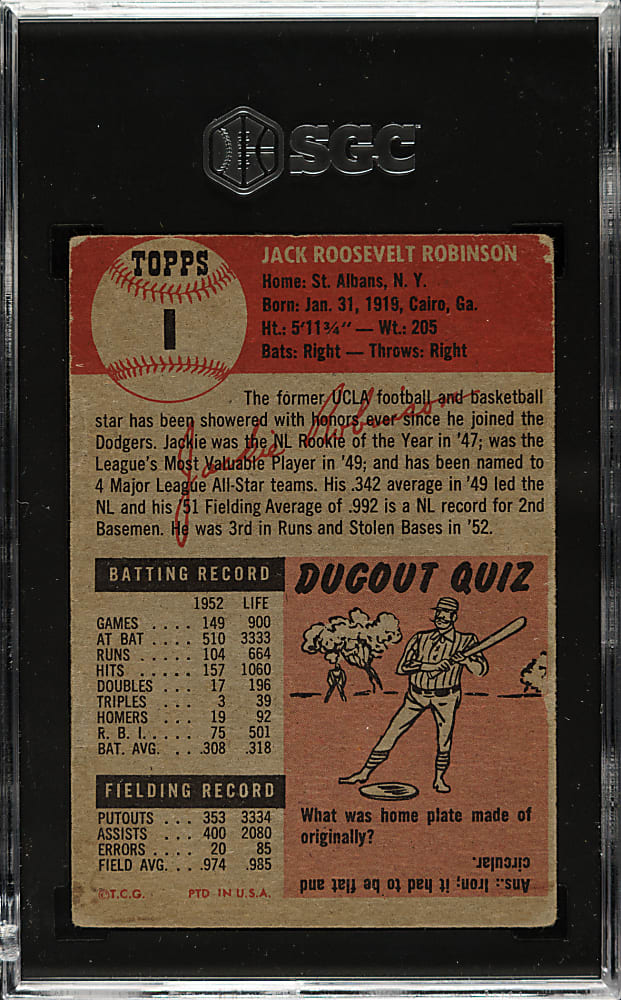 SGC
TOPPS
1
JACK ROOSEVELT ROBINSON
Home: St. Albans, N. Y.
Born: Jan. 31, 1919, Cairo, Ga.
Ht.: 5'11¾" — Wt.: 205
Bats: Right — Throws: Right
The former UCLA football and basketball
star has been showered with honors ever since he joined the
Dodgers. Jackie was the NL Rookie of the Year in '47; was the
League's Most Valuable Player in '49; and has been named to
4 Major League All-Star teams. His .342 average in '49 led the
NL and his '51 Fielding Average of .992 is a NL record for 2nd
Basemen. He was 3rd in Runs and Stolen Bases in '52.
Jackie Robinson
BATTING RECORD
1952 LIFE
GAMES . . . . 149 900
AT BAT . . . . 510 3333
RUNS . . . . . 104 664
HITS . . . . . 157 1060
DOUBLES . . . 17 196
TRIPLES . . . 3 39
HOMERS . . . 19 92
R. B. I. . . . . 75 501
BAT. AVG. . . .308 .318
FIELDING RECORD
PUTOUTS . . . 353 3334
ASSISTS . . . 400 2080
ERRORS . . . . 20 85
FIELD AVG. . . .974 .985
©T.C.G. PTD IN U.S.A.
DUGOUT QUIZ
What was home plate made of
originally?
Ans.: Iron; it had to be flat and
circular.